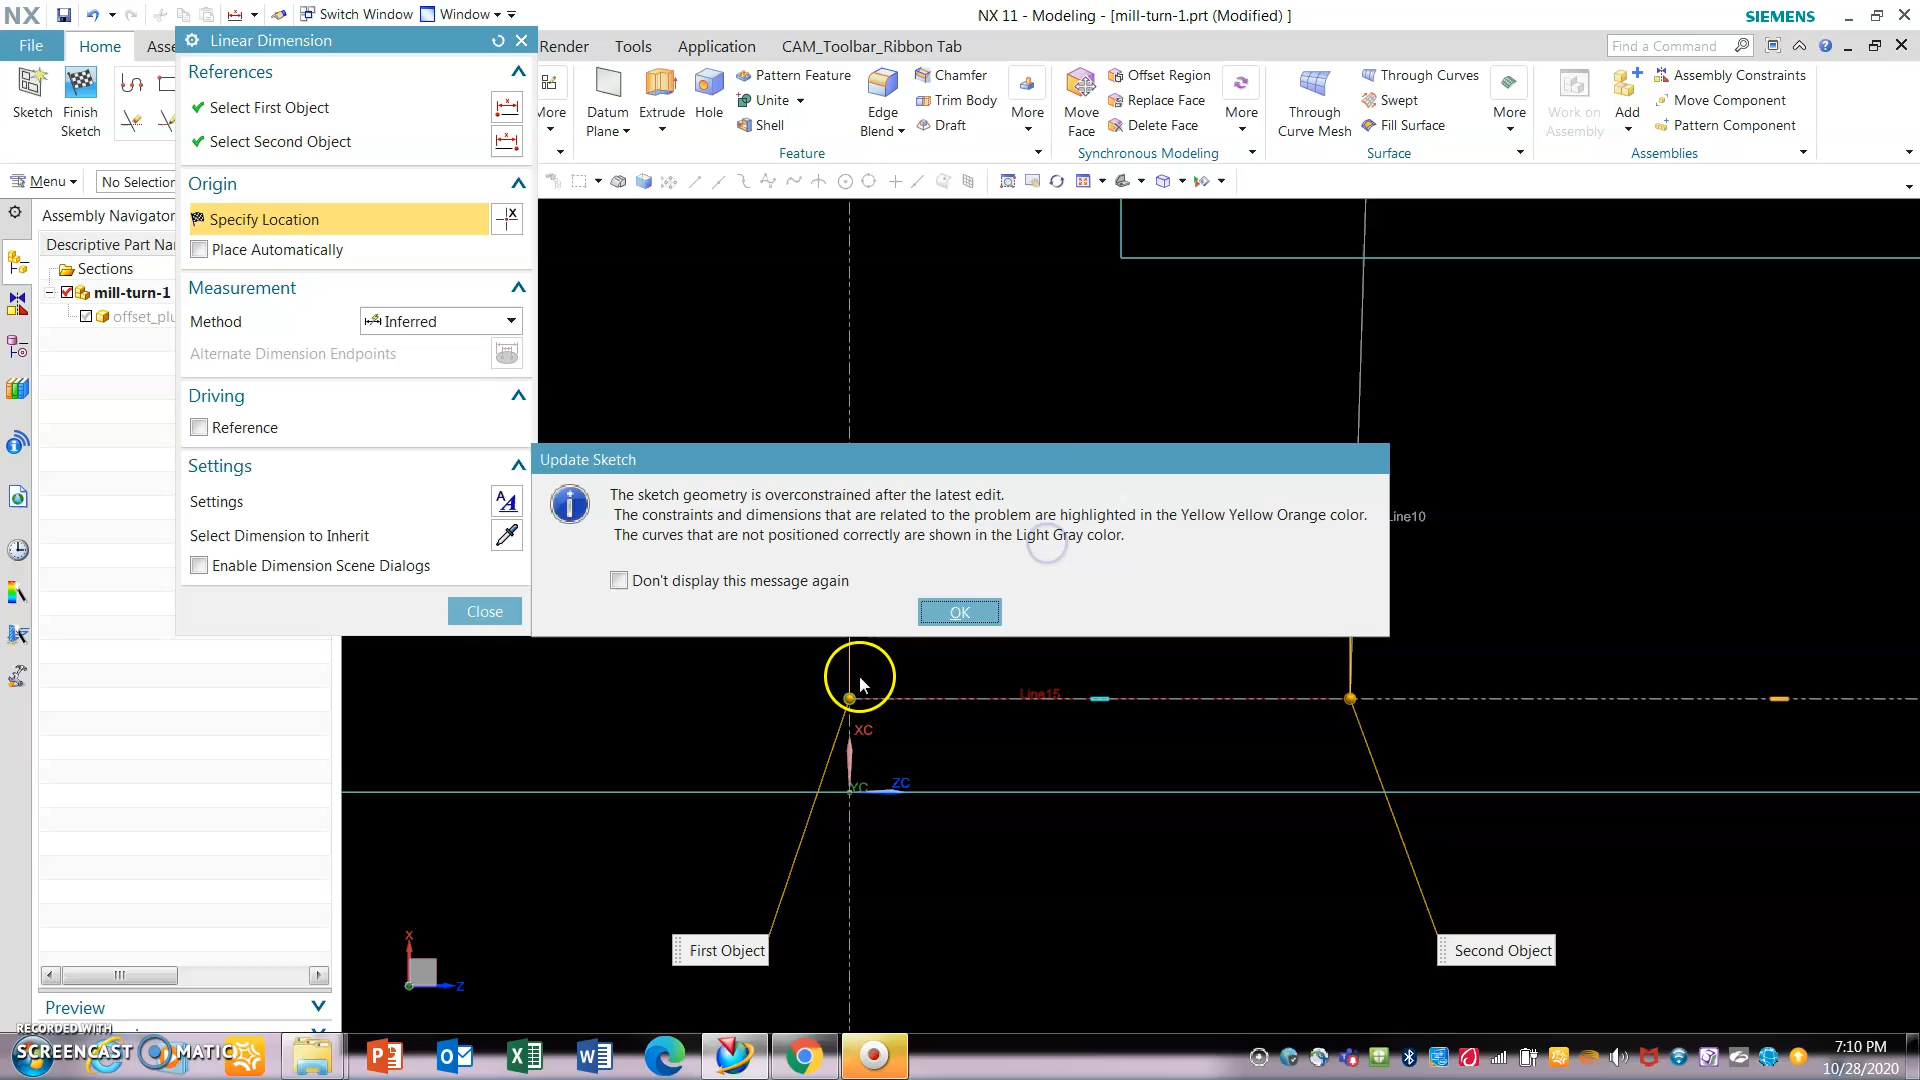 NX
Switch Window
Window
NX 11 - Modeling - [mill-turn-1.prt (Modified) ]
SIEMENS
File
Home
Asse
Render
Tools
Application
CAM_Toolbar_Ribbon Tab
Find a Command
Sketch
Finish
Sketch
More
Datum
Plane
Extrude
Hole
Pattern Feature
Unite
Shell
Edge
Blend
Chamfer
Trim Body
Draft
More
Feature
Move
Face
Offset Region
Replace Face
Delete Face
More
Synchronous Modeling
Through
Curve Mesh
Through Curves
Swept
Fill Surface
More
Surface
Work on
Assembly
Add
Assembly Constraints
Move Component
Pattern Component
Assemblies
Menu
No Selection
Assembly Navigator
Descriptive Part Nar
Sections
mill-turn-1
offset_plu
Preview
Linear Dimension
References
Select First Object
Select Second Object
Origin
Specify Location
Place Automatically
Measurement
Method
Inferred
Alternate Dimension Endpoints
Driving
Reference
Settings
Settings
Select Dimension to Inherit
Enable Dimension Scene Dialogs
Close
Update Sketch
The sketch geometry is overconstrained after the latest edit.
The constraints and dimensions that are related to the problem are highlighted in the Yellow Yellow Orange color.
The curves that are not positioned correctly are shown in the Light Gray color.
Don't display this message again
OK
Line10
Line15
XC
YC
ZC
First Object
Second Object
X
Z
RECORDED WITH
SCREENCAST MATIC
7:10 PM
10/28/2020